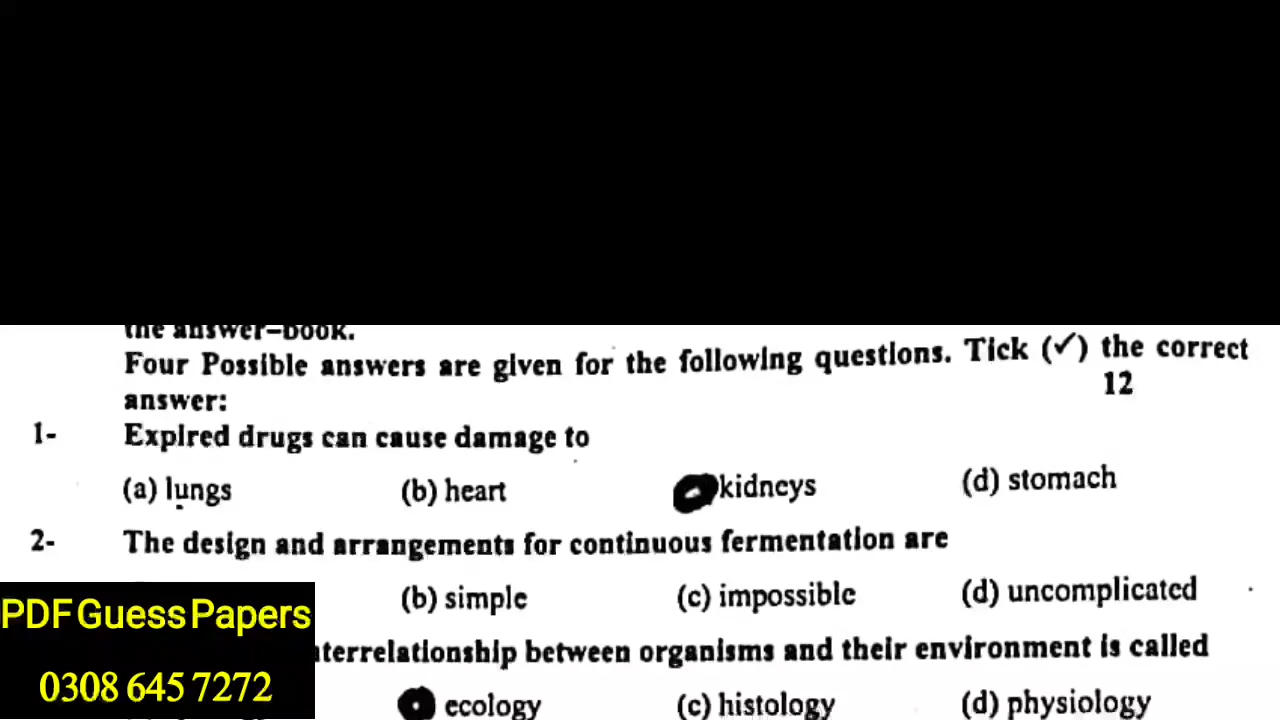 the answer–book.
Four Possible answers are given for the following questions. Tick (✓) the correct
answer: 12
1- Expired drugs can cause damage to
(a) lungs (b) heart kidneys (d) stomach
2- The design and arrangements for continuous fermentation are
(b) simple (c) impossible (d) uncomplicated
PDF Guess Papers
nterrelationship between organisms and their environment is called
0308 645 7272
ecology (c) histology (d) physiology